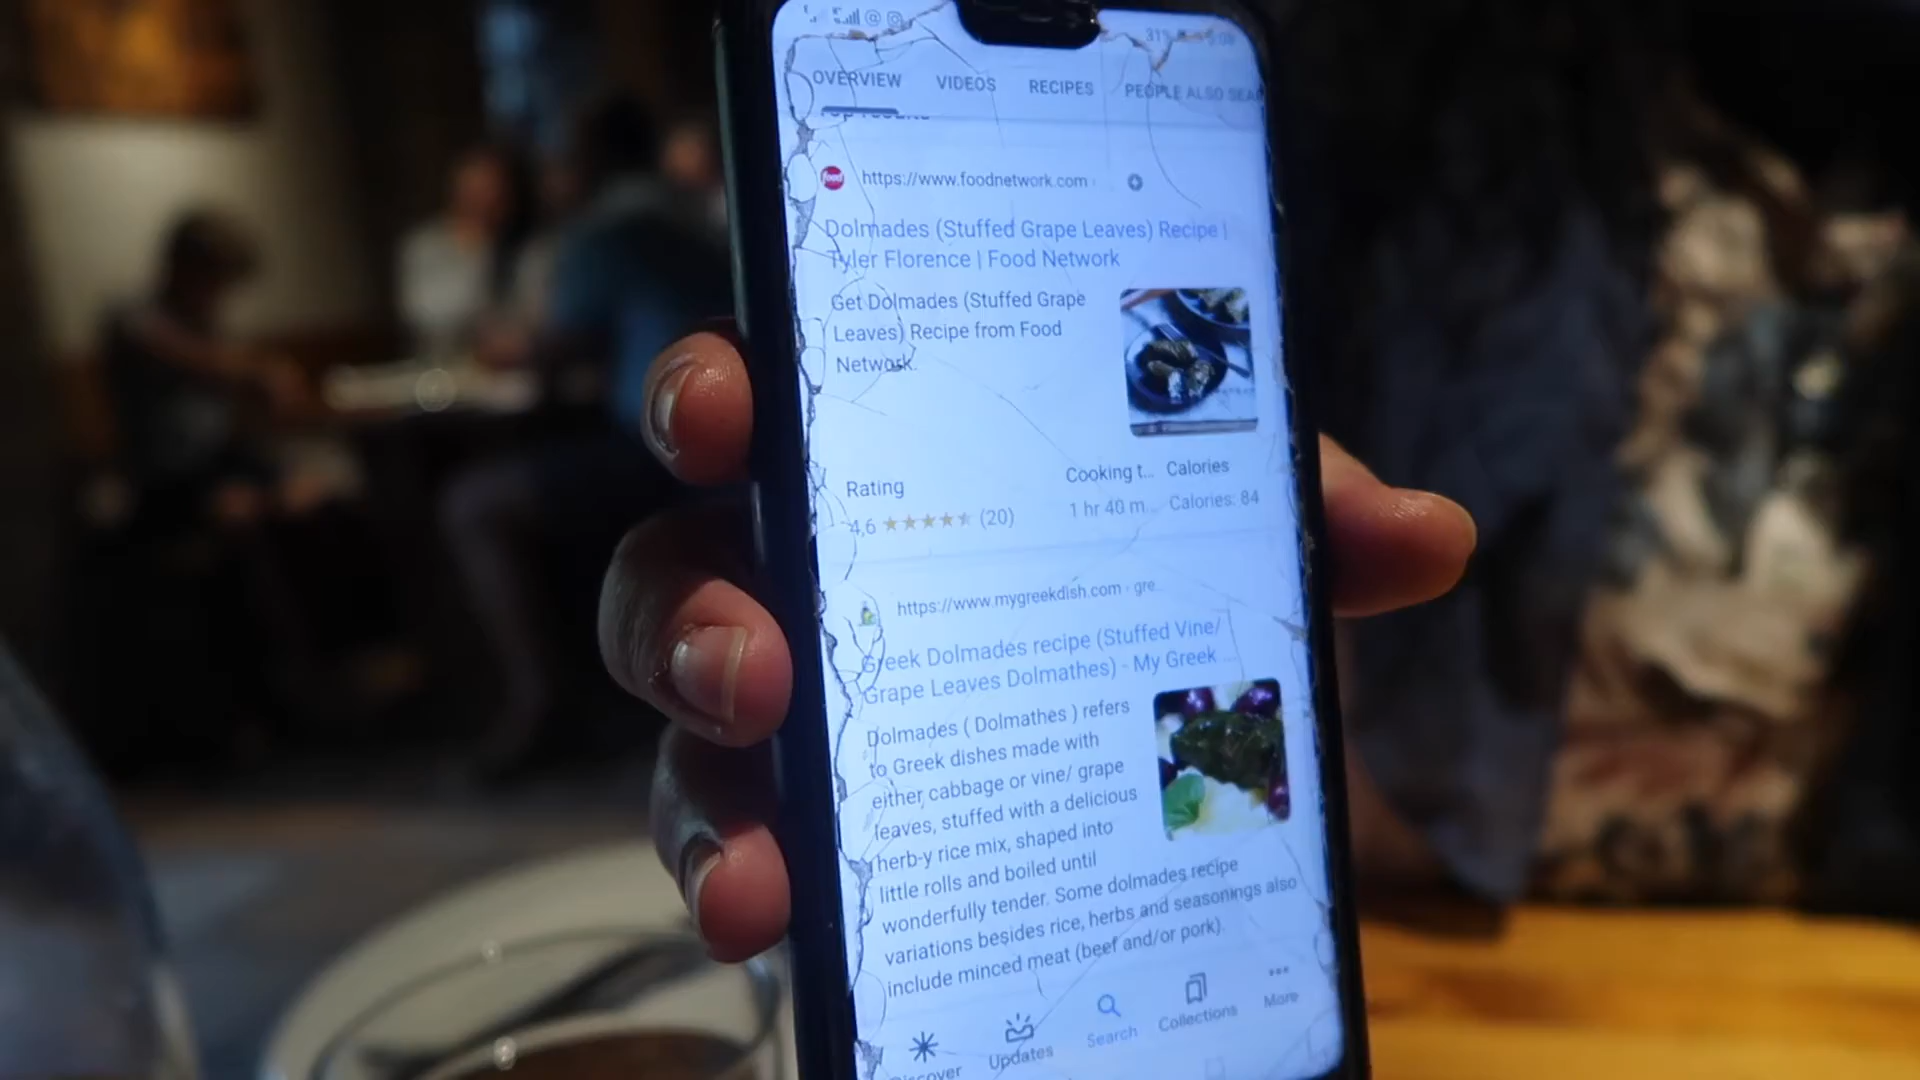 31%
OVERVIEW VIDEOS RECIPES PEOPLE ALSO SEA
food
https://www.foodnetwork.com ›
Dolmades (Stuffed Grape Leaves) Recipe |
Tyler Florence | Food Network
Get Dolmades (Stuffed Grape
Leaves) Recipe from Food
Network.
Rating Cooking t... Calories
4,6 (20) 1 hr 40 m... Calories: 84
https://www.mygreekdish.com › gre...
Greek Dolmades recipe (Stuffed Vine/
Grape Leaves Dolmathes) - My Greek ...
Dolmades ( Dolmathes ) refers
to Greek dishes made with
either cabbage or vine/ grape
leaves, stuffed with a delicious
herb-y rice mix, shaped into
little rolls and boiled until
wonderfully tender. Some dolmades recipe
variations besides rice, herbs and seasonings also
include minced meat (beef and/or pork).
Discover Updates Search Collections More